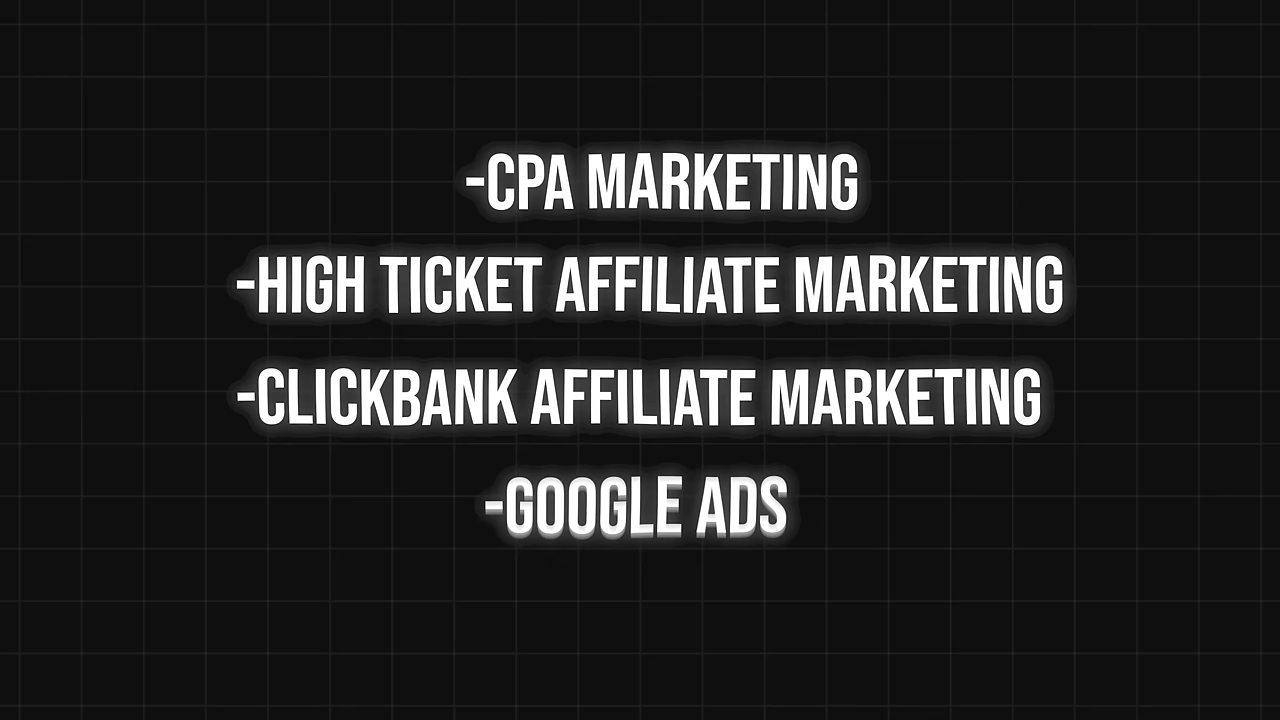 -CPA MARKETING
-HIGH TICKET AFFILIATE MARKETING
-CLICKBANK AFFILIATE MARKETING
-GOOGLE ADS